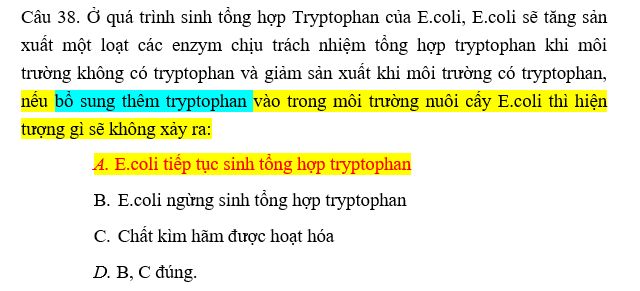 Câu 38. Ở quá trình sinh tổng hợp Tryptophan của E.coli, E.coli sẽ tăng sản
xuất một loạt các enzym chịu trách nhiệm tổng hợp tryptophan khi môi
trường không có tryptophan và giảm sản xuất khi môi trường có tryptophan,
nếu bổ sung thêm tryptophan vào trong môi trường nuôi cấy E.coli thì hiện
tượng gì sẽ không xảy ra:
A. E.coli tiếp tục sinh tổng hợp tryptophan
B. E.coli ngừng sinh tổng hợp tryptophan
C. Chất kìm hãm được hoạt hóa
D. B, C đúng.